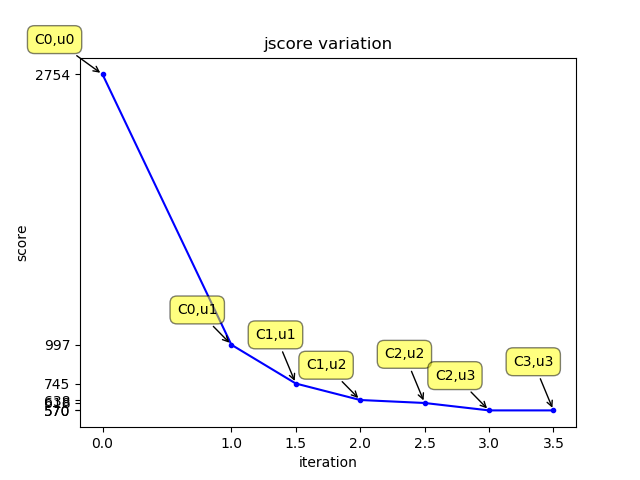 jscore variation
C0,u0
C0,u1
C1,u1
C1,u2
C2,u2
C2,u3
C3,u3
score
2754
997
745
638
570
0.0 1.0 1.5 2.0 2.5 3.0 3.5
iteration